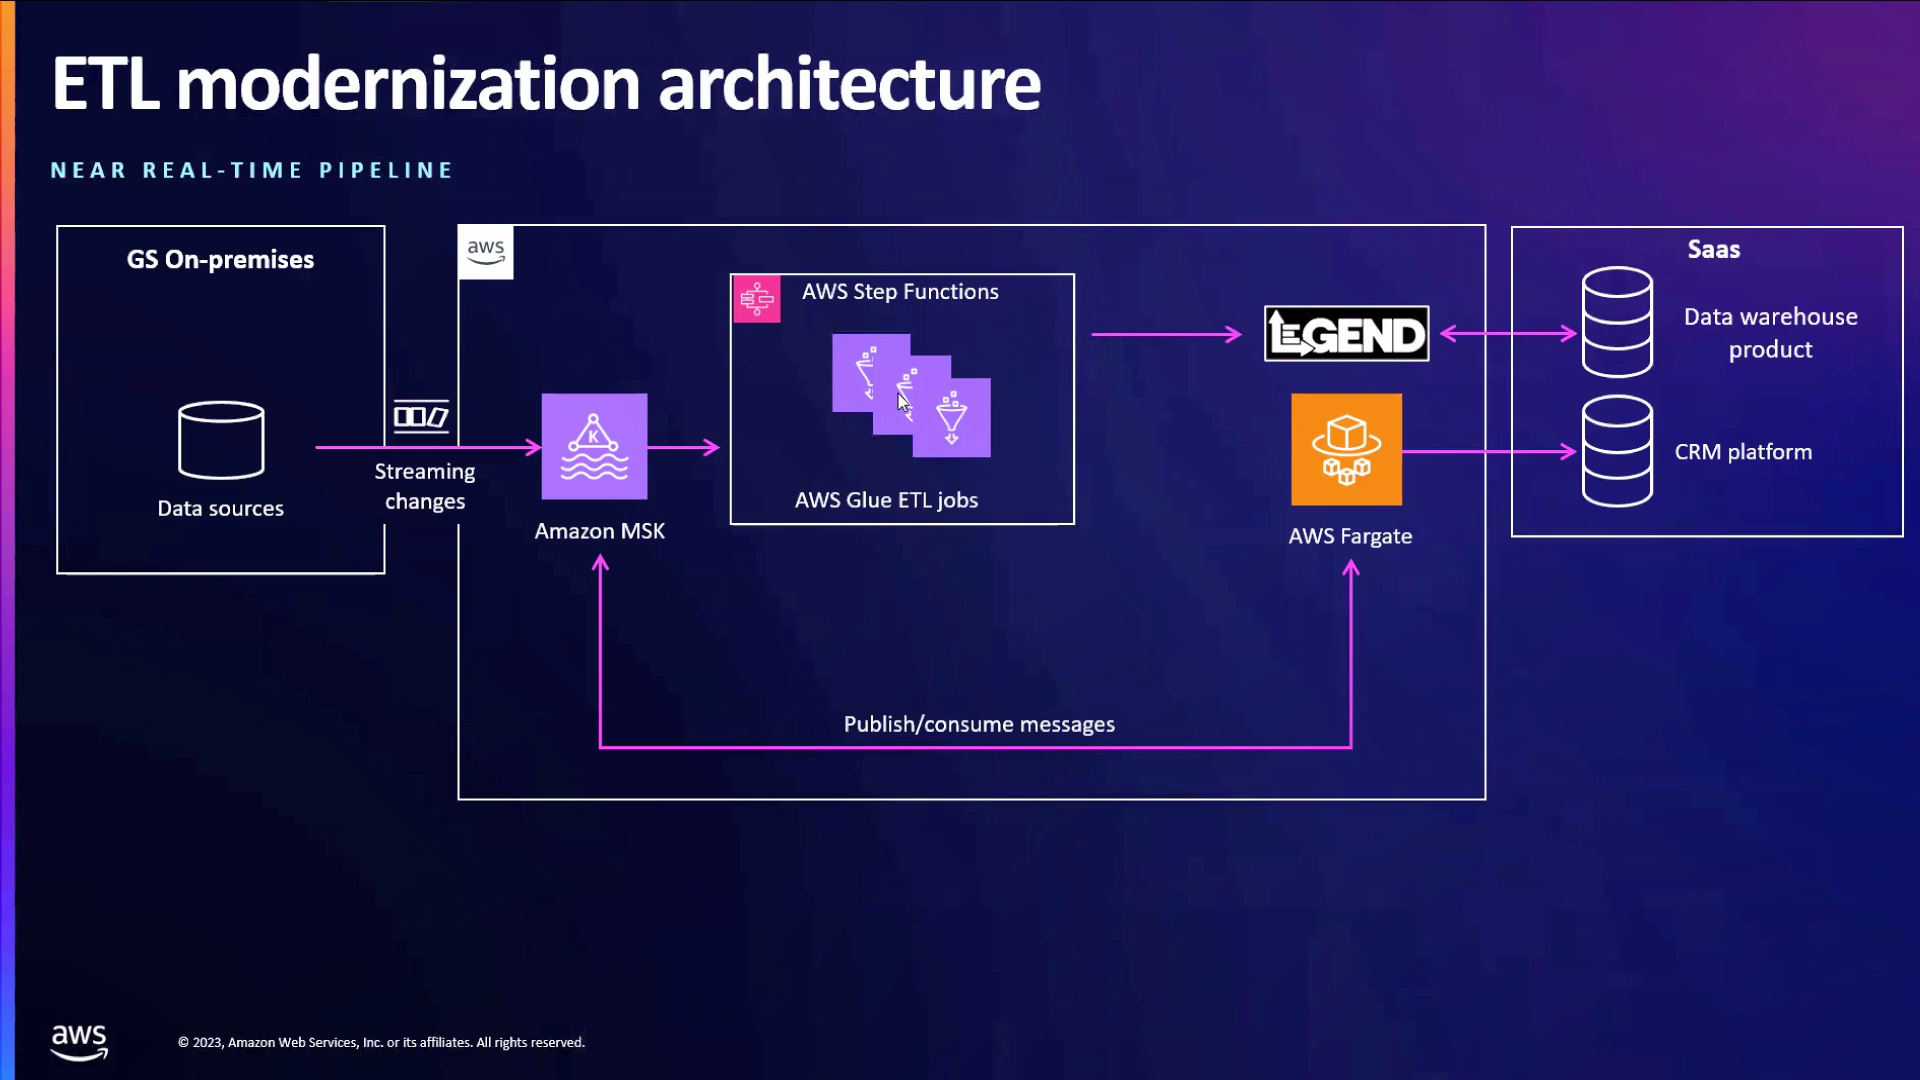 ETL modernization architecture
NEAR REAL-TIME PIPELINE
GS On-premises
Data sources
Streaming
changes
aws
Amazon MSK
K
AWS Step Functions
AWS Glue ETL jobs
LEGEND
AWS Fargate
Publish/consume messages
Saas
Data warehouse
product
CRM platform
aws
© 2023, Amazon Web Services, Inc. or its affiliates. All rights reserved.